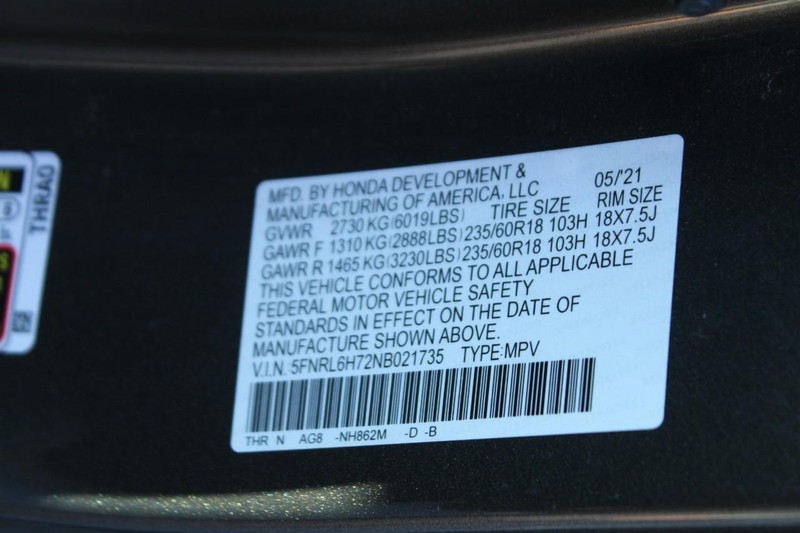 MFD. BY HONDA DEVELOPMENT &
MANUFACTURING OF AMERICA, LLC 05/'21
GVWR 2730 KG(6019LBS) TIRE SIZE RIM SIZE
GAWR F 1310 KG(2888LBS) 235/60R18 103H 18X7.5J
GAWR R 1465 KG(3230LBS) 235/60R18 103H 18X7.5J
THIS VEHICLE CONFORMS TO ALL APPLICABLE
FEDERAL MOTOR VEHICLE SAFETY
STANDARDS IN EFFECT ON THE DATE OF
MANUFACTURE SHOWN ABOVE.
V.I.N.:5FNRL6H72NB021735 TYPE:MPV
THR N AG8 -NH862M -D -B
THRA0
N
S